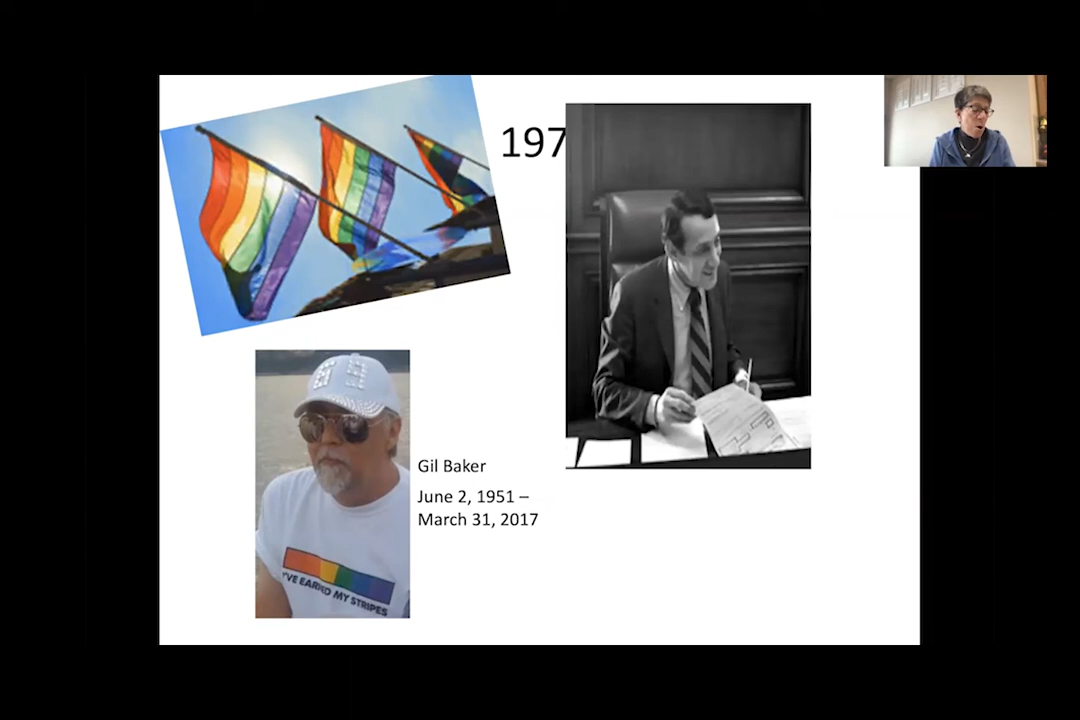 197
Gil Baker
June 2, 1951 –
March 31, 2017
I'VE EARNED MY STRIPES